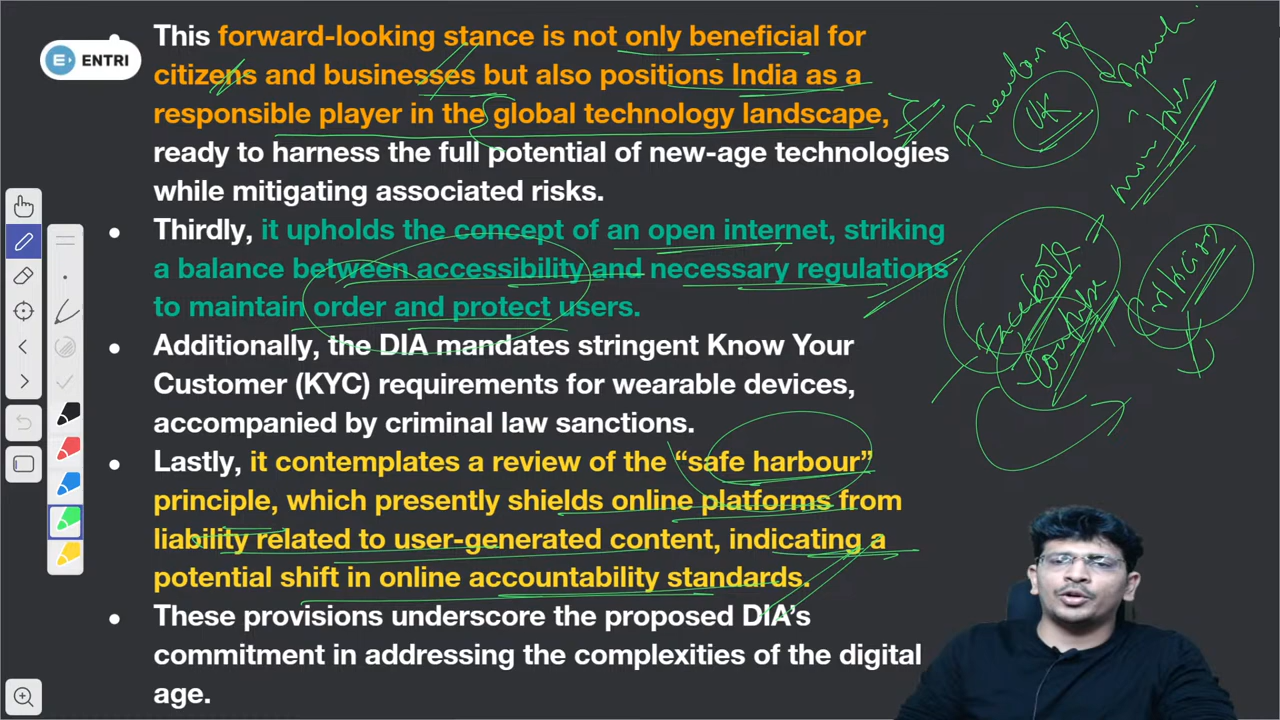 ENTRI
This forward-looking stance is not only beneficial for
citizens and businesses but also positions India as a
responsible player in the global technology landscape,
ready to harness the full potential of new-age technologies
while mitigating associated risks.
• Thirdly, it upholds the concept of an open internet, striking
a balance between accessibility and necessary regulations
to maintain order and protect users.
• Additionally, the DIA mandates stringent Know Your
Customer (KYC) requirements for wearable devices,
accompanied by criminal law sanctions.
• Lastly, it contemplates a review of the “safe harbour”
principle, which presently shields online platforms from
liability related to user-generated content, indicating a
potential shift in online accountability standards.
• These provisions underscore the proposed DIA’s
commitment in addressing the complexities of the digital
age.
Freedom of
UK
Facebook